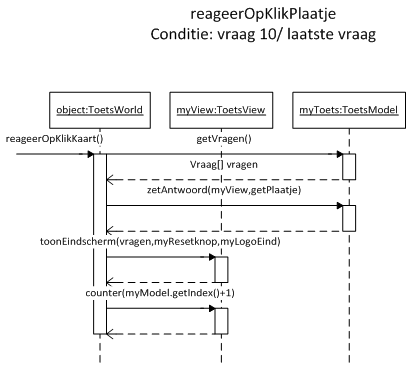 reageerOpKlikPlaatje
Conditie: vraag 10/ laatste vraag
object:ToetsWorld
myView:ToetsView
myToets:ToetsModel
reageerOpKlikKaart()
getVragen()
Vraag[] vragen
zetAntwoord(myView,getPlaatje)
toonEindscherm(vragen,myResetknop,myLogoEind)
counter(myModel.getIndex()+1)